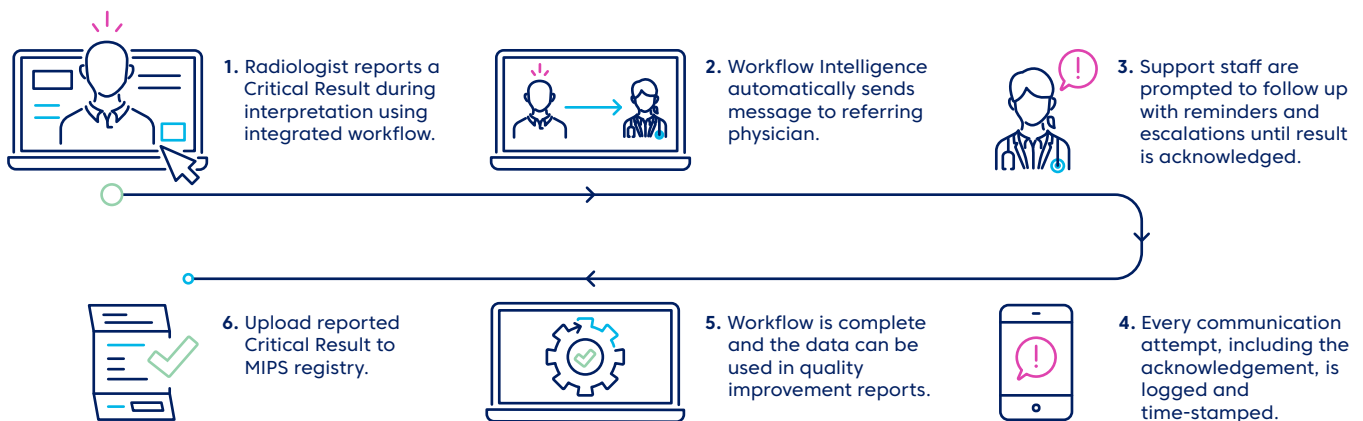 1. Radiologist reports a
Critical Result during
interpretation using
integrated workflow.
2. Workflow Intelligence
automatically sends
message to referring
physician.
3. Support staff are
prompted to follow up
with reminders and
escalations until result
is acknowledged.
4. Every communication
attempt, including the
acknowledgement, is
logged and
time-stamped.
5. Workflow is complete
and the data can be
used in quality
improvement reports.
6. Upload reported
Critical Result to
MIPS registry.